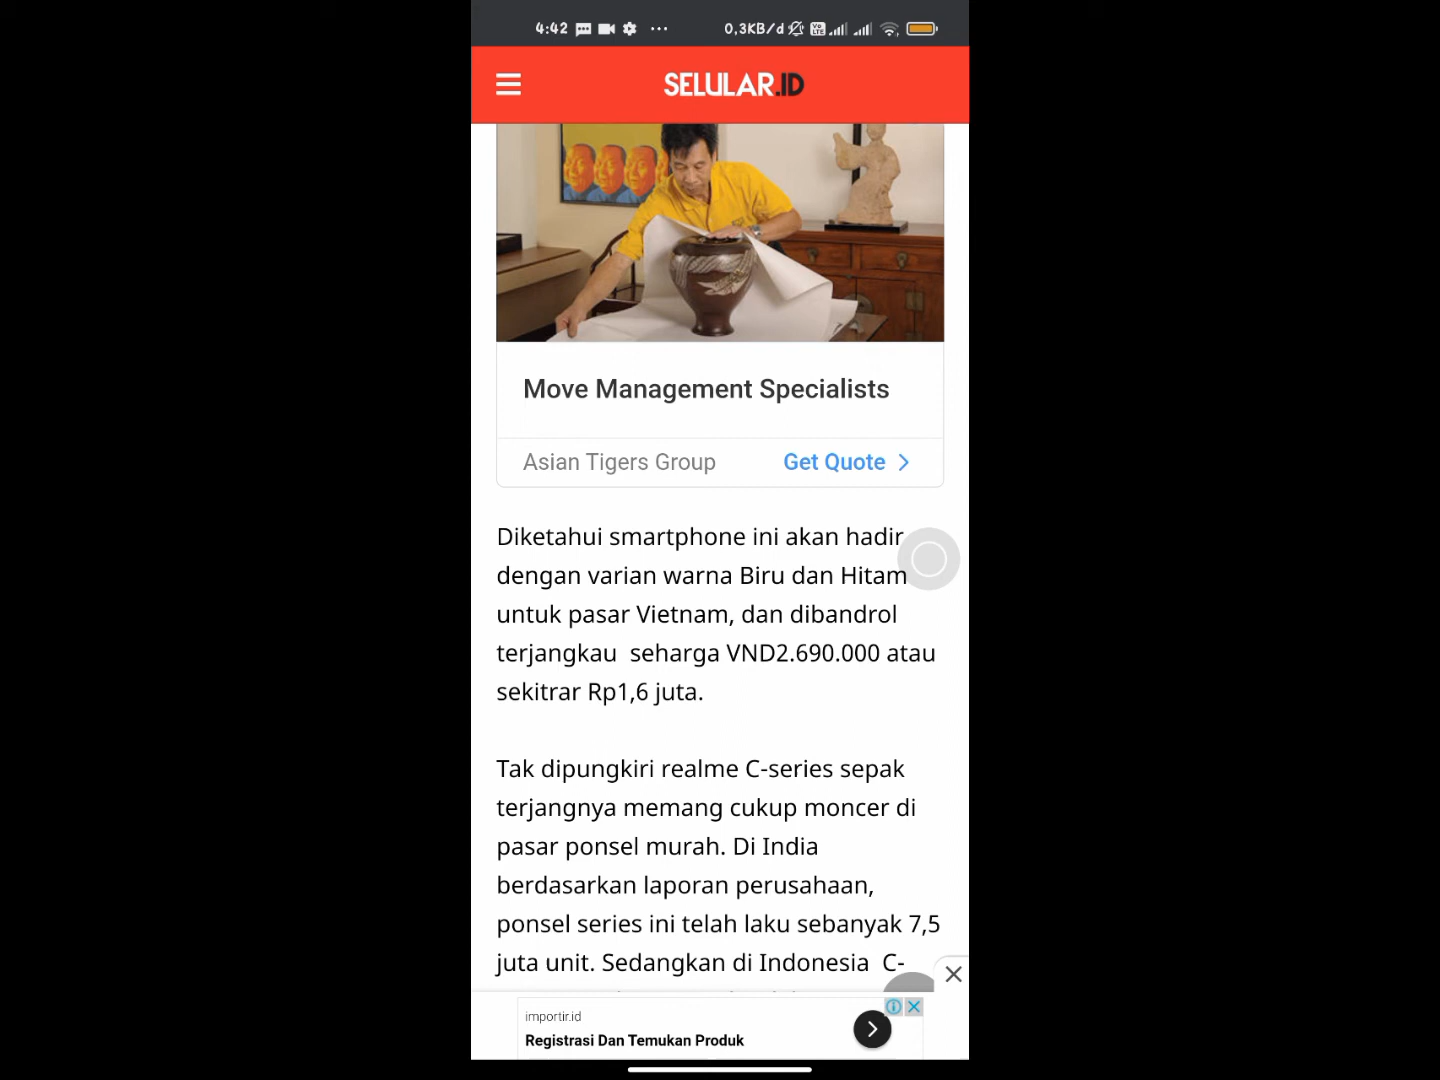 4:42
0,3KB/d
Vo LTE
SELULAR.ID
Move Management Specialists
Asian Tigers Group
Get Quote
Diketahui smartphone ini akan hadir
dengan varian warna Biru dan Hitam
untuk pasar Vietnam, dan dibandrol
terjangkau  seharga VND2.690.000 atau
sekitrar Rp1,6 juta.
Tak dipungkiri realme C-series sepak
terjangnya memang cukup moncer di
pasar ponsel murah. Di India
berdasarkan laporan perusahaan,
ponsel series ini telah laku sebanyak 7,5
juta unit. Sedangkan di Indonesia  C-
importir.id
Registrasi Dan Temukan Produk